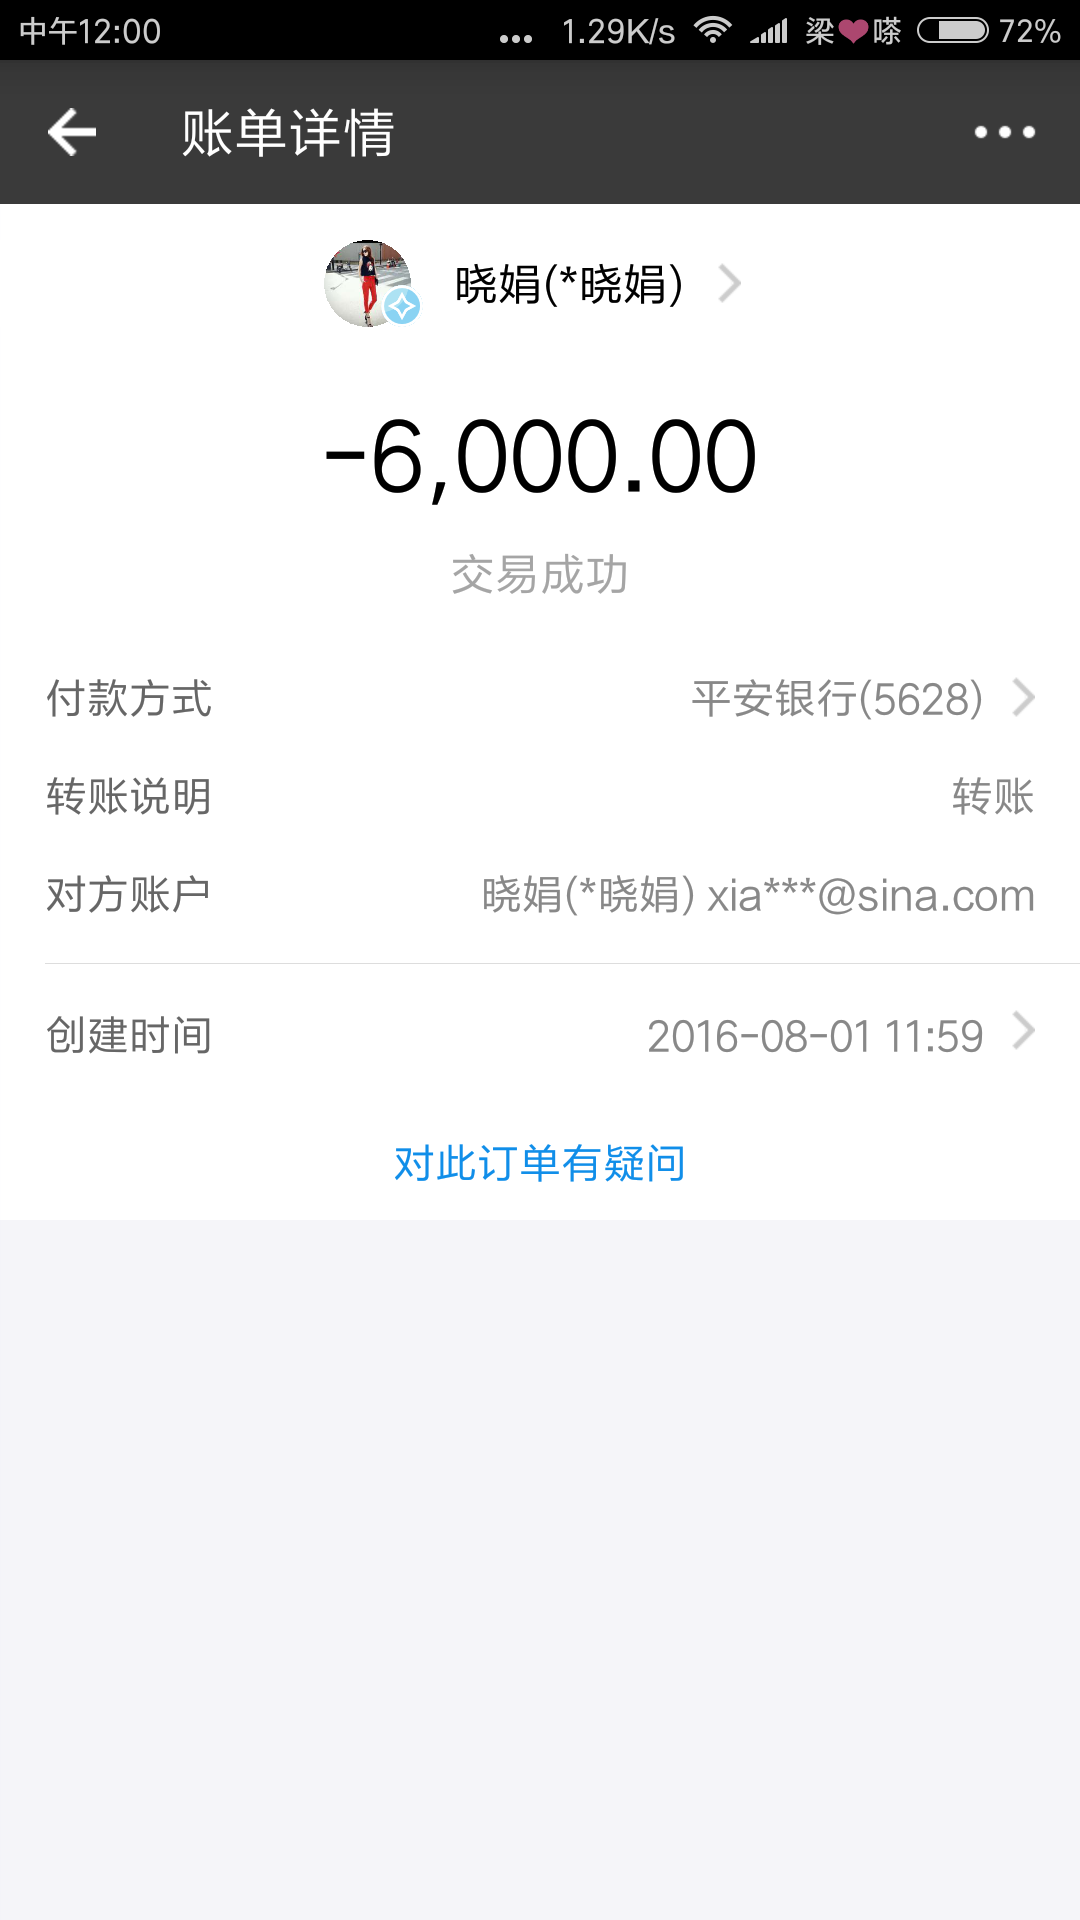 中午12:00 ... 1.29K/s 梁❤嗏 72%
账单详情
晓娟(*晓娟)
-6,000.00
交易成功
付款方式 平安银行(5628)
转账说明 转账
对方账户 晓娟(*晓娟) xia***@sina.com
创建时间 2016-08-01 11:59
对此订单有疑问